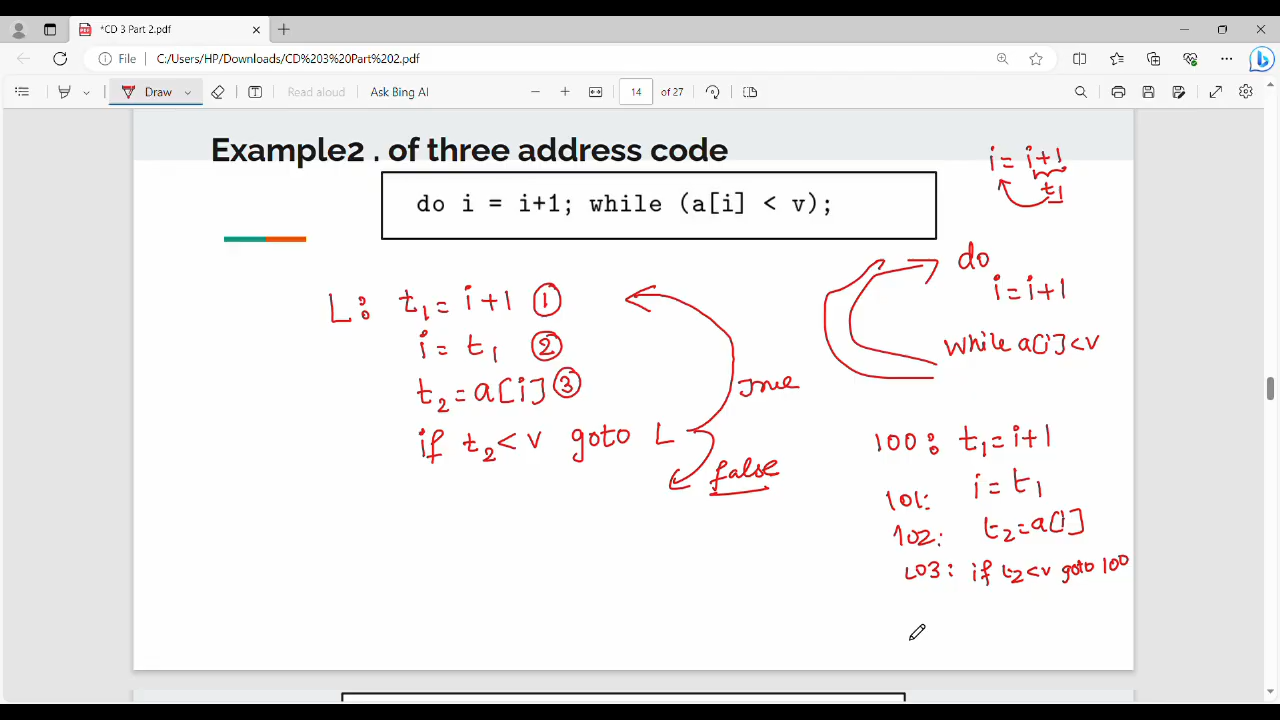 *CD 3 Part 2.pdf
File
C:/Users/HP/Downloads/CD%203%20Part%202.pdf
Draw
Read aloud
Ask Bing AI
14 of 27
Example2 . of three address code
do i = i+1; while (a[i] < v);
i = i+1
t1
do
i = i+1
while a[i] < v
L: t1 = i+1 ①
i = t1 ②
t2 = a[i] ③
if t2 < v goto L
True
false
100: t1 = i+1
101: i = t1
102: t2 = a[i]
103: if t2 < v goto 100